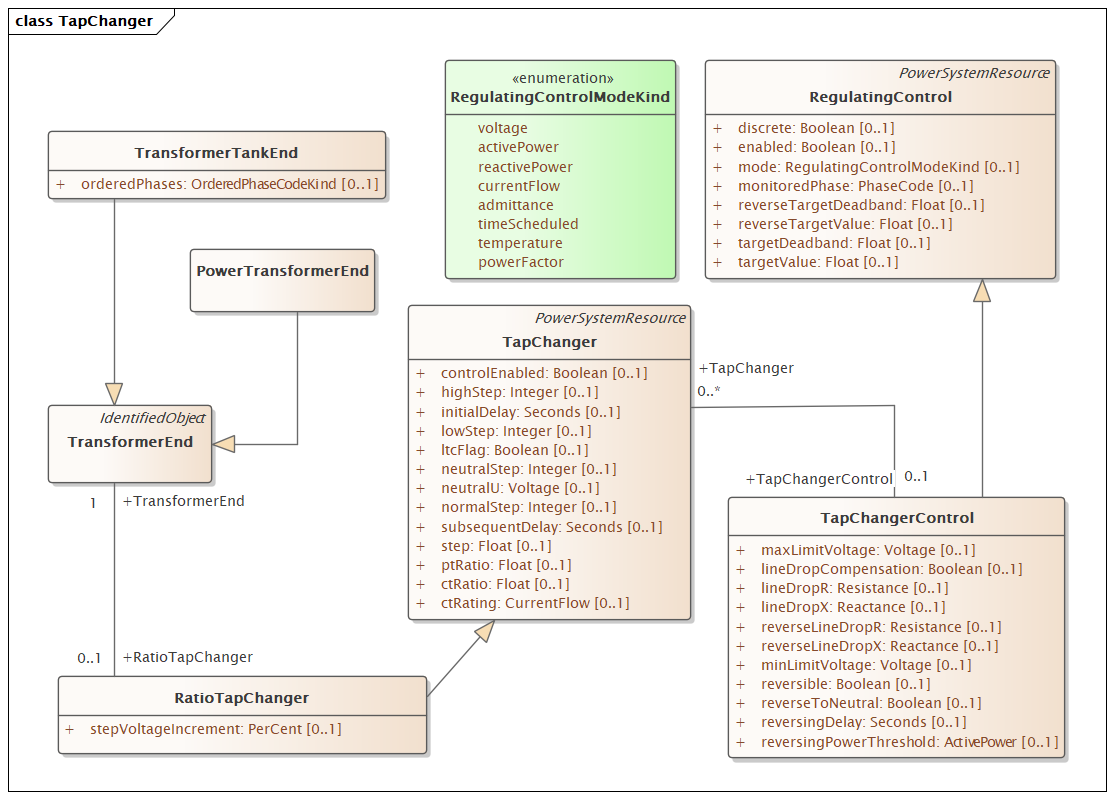 class TapChanger
«enumeration»
RegulatingControlModeKind
voltage
activePower
reactivePower
currentFlow
admittance
timeScheduled
temperature
powerFactor
PowerSystemResource
RegulatingControl
+ discrete: Boolean [0..1]
+ enabled: Boolean [0..1]
+ mode: RegulatingControlModeKind [0..1]
+ monitoredPhase: PhaseCode [0..1]
+ reverseTargetDeadband: Float [0..1]
+ reverseTargetValue: Float [0..1]
+ targetDeadband: Float [0..1]
+ targetValue: Float [0..1]
TransformerTankEnd
+ orderedPhases: OrderedPhaseCodeKind [0..1]
PowerTransformerEnd
PowerSystemResource
TapChanger
+ controlEnabled: Boolean [0..1]
+ highStep: Integer [0..1]
+ initialDelay: Seconds [0..1]
+ lowStep: Integer [0..1]
+ ltcFlag: Boolean [0..1]
+ neutralStep: Integer [0..1]
+ neutralU: Voltage [0..1]
+ normalStep: Integer [0..1]
+ subsequentDelay: Seconds [0..1]
+ step: Float [0..1]
+ ptRatio: Float [0..1]
+ ctRatio: Float [0..1]
+ ctRating: CurrentFlow [0..1]
+TapChanger
0..*
IdentifiedObject
TransformerEnd
1 +TransformerEnd
+TapChangerControl 0..1
TapChangerControl
+ maxLimitVoltage: Voltage [0..1]
+ lineDropCompensation: Boolean [0..1]
+ lineDropR: Resistance [0..1]
+ lineDropX: Reactance [0..1]
+ reverseLineDropR: Resistance [0..1]
+ reverseLineDropX: Reactance [0..1]
+ minLimitVoltage: Voltage [0..1]
+ reversible: Boolean [0..1]
+ reverseToNeutral: Boolean [0..1]
+ reversingDelay: Seconds [0..1]
+ reversingPowerThreshold: ActivePower [0..1]
0..1 +RatioTapChanger
RatioTapChanger
+ stepVoltageIncrement: PerCent [0..1]